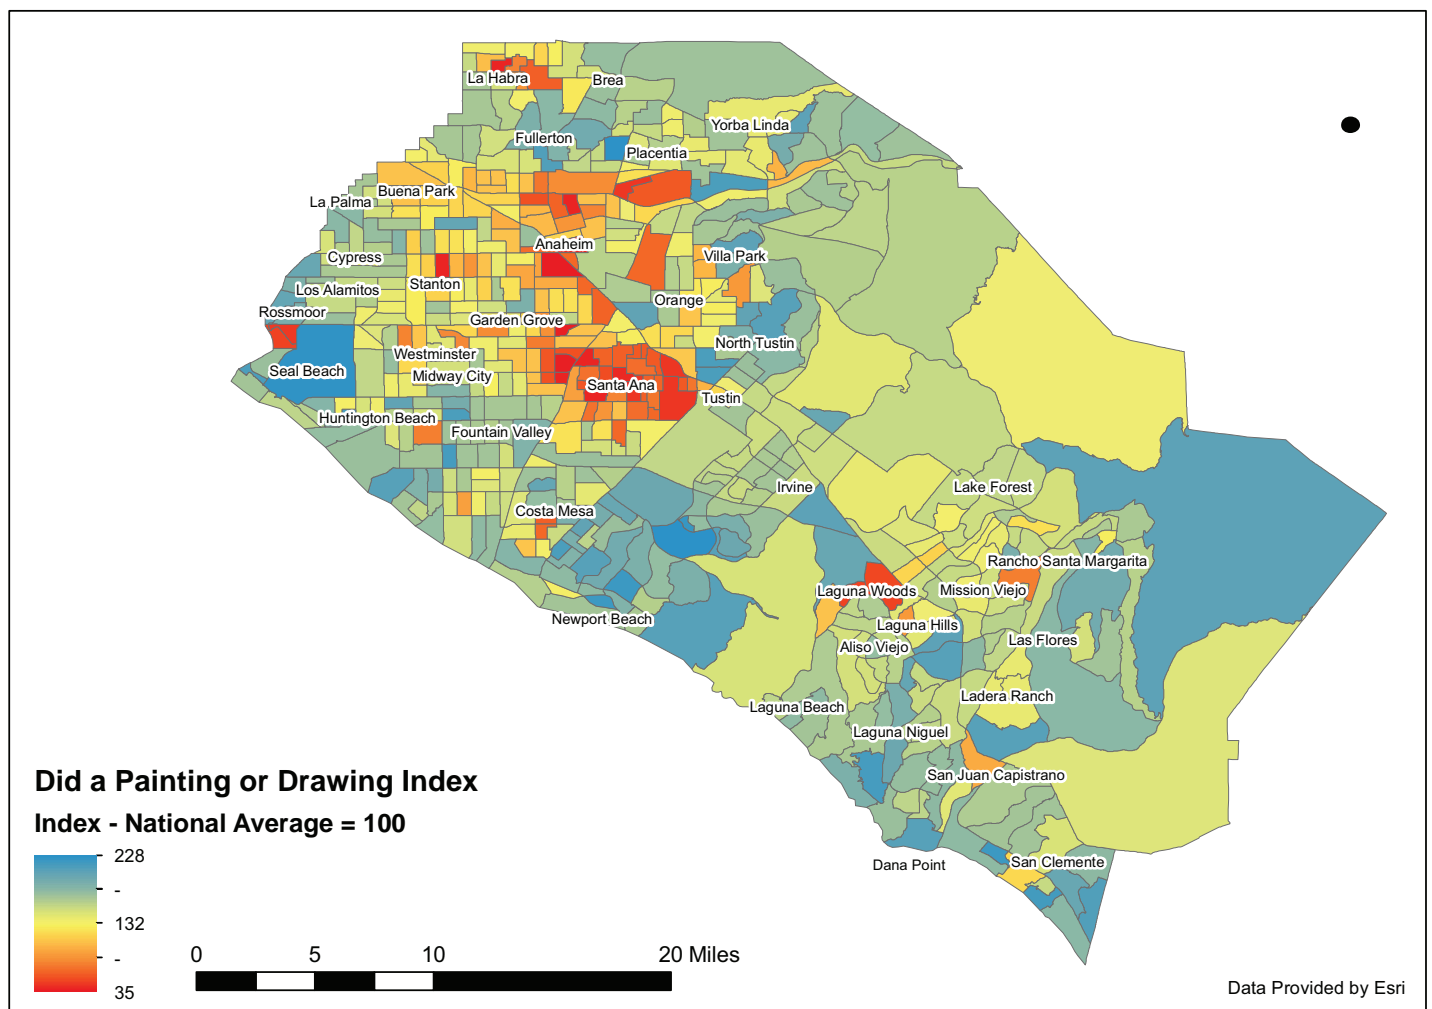 La Habra
Brea
Yorba Linda
Fullerton
Placentia
Buena Park
La Palma
Anaheim
Villa Park
Cypress
Stanton
Los Alamitos
Orange
Rossmoor
Garden Grove
North Tustin
Westminster
Seal Beach
Midway City
Santa Ana
Tustin
Huntington Beach
Fountain Valley
Irvine
Lake Forest
Costa Mesa
Rancho Santa Margarita
Laguna Woods
Mission Viejo
Newport Beach
Laguna Hills
Las Flores
Aliso Viejo
Ladera Ranch
Laguna Beach
Laguna Niguel
San Juan Capistrano
San Clemente
Dana Point
Did a Painting or Drawing Index
Index - National Average = 100
228
-
132
-
35
0 5 10 20 Miles
Data Provided by Esri